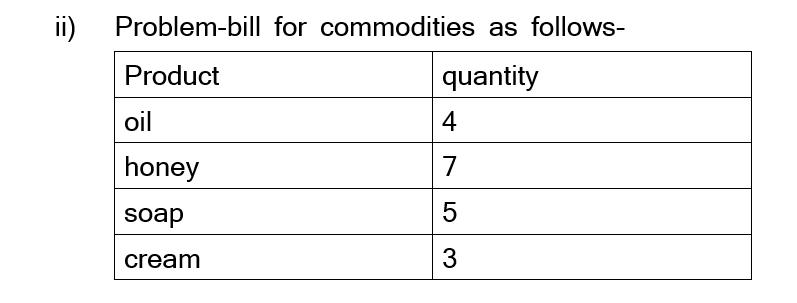 ii) Problem-bill for commodities as follows-
Product quantity
oil 4
honey 7
soap 5
cream 3